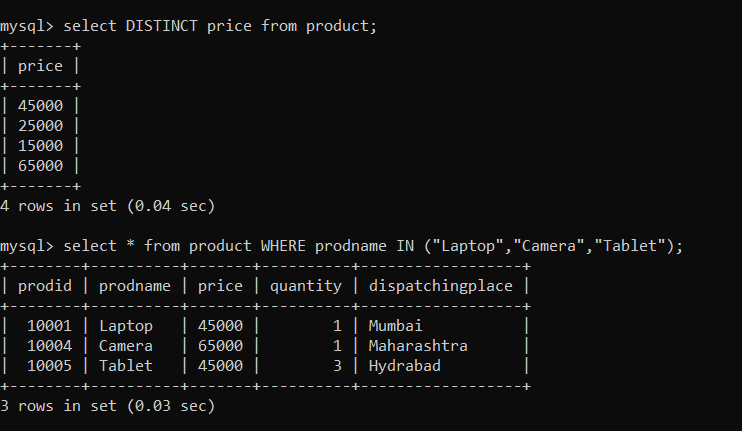 mysql> select DISTINCT price from product;
+-------+
| price |
+-------+
| 45000 |
| 25000 |
| 15000 |
| 65000 |
+-------+
4 rows in set (0.04 sec)
mysql> select * from product WHERE prodname IN ("Laptop","Camera","Tablet");
+--------+----------+-------+----------+------------------+
| prodid | prodname | price | quantity | dispatchingplace |
+--------+----------+-------+----------+------------------+
|  10001 | Laptop   | 45000 |        1 | Mumbai           |
|  10004 | Camera   | 65000 |        1 | Maharashtra      |
|  10005 | Tablet   | 45000 |        3 | Hydrabad         |
+--------+----------+-------+----------+------------------+
3 rows in set (0.03 sec)